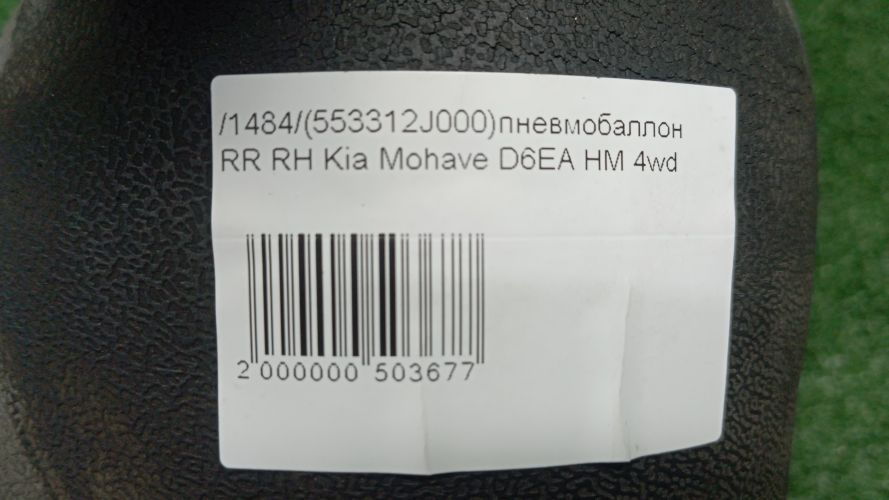 /1484/(553312J000)пневмобаллон
RR RH Kia Mohave D6EA HM 4wd
2 000000 503677